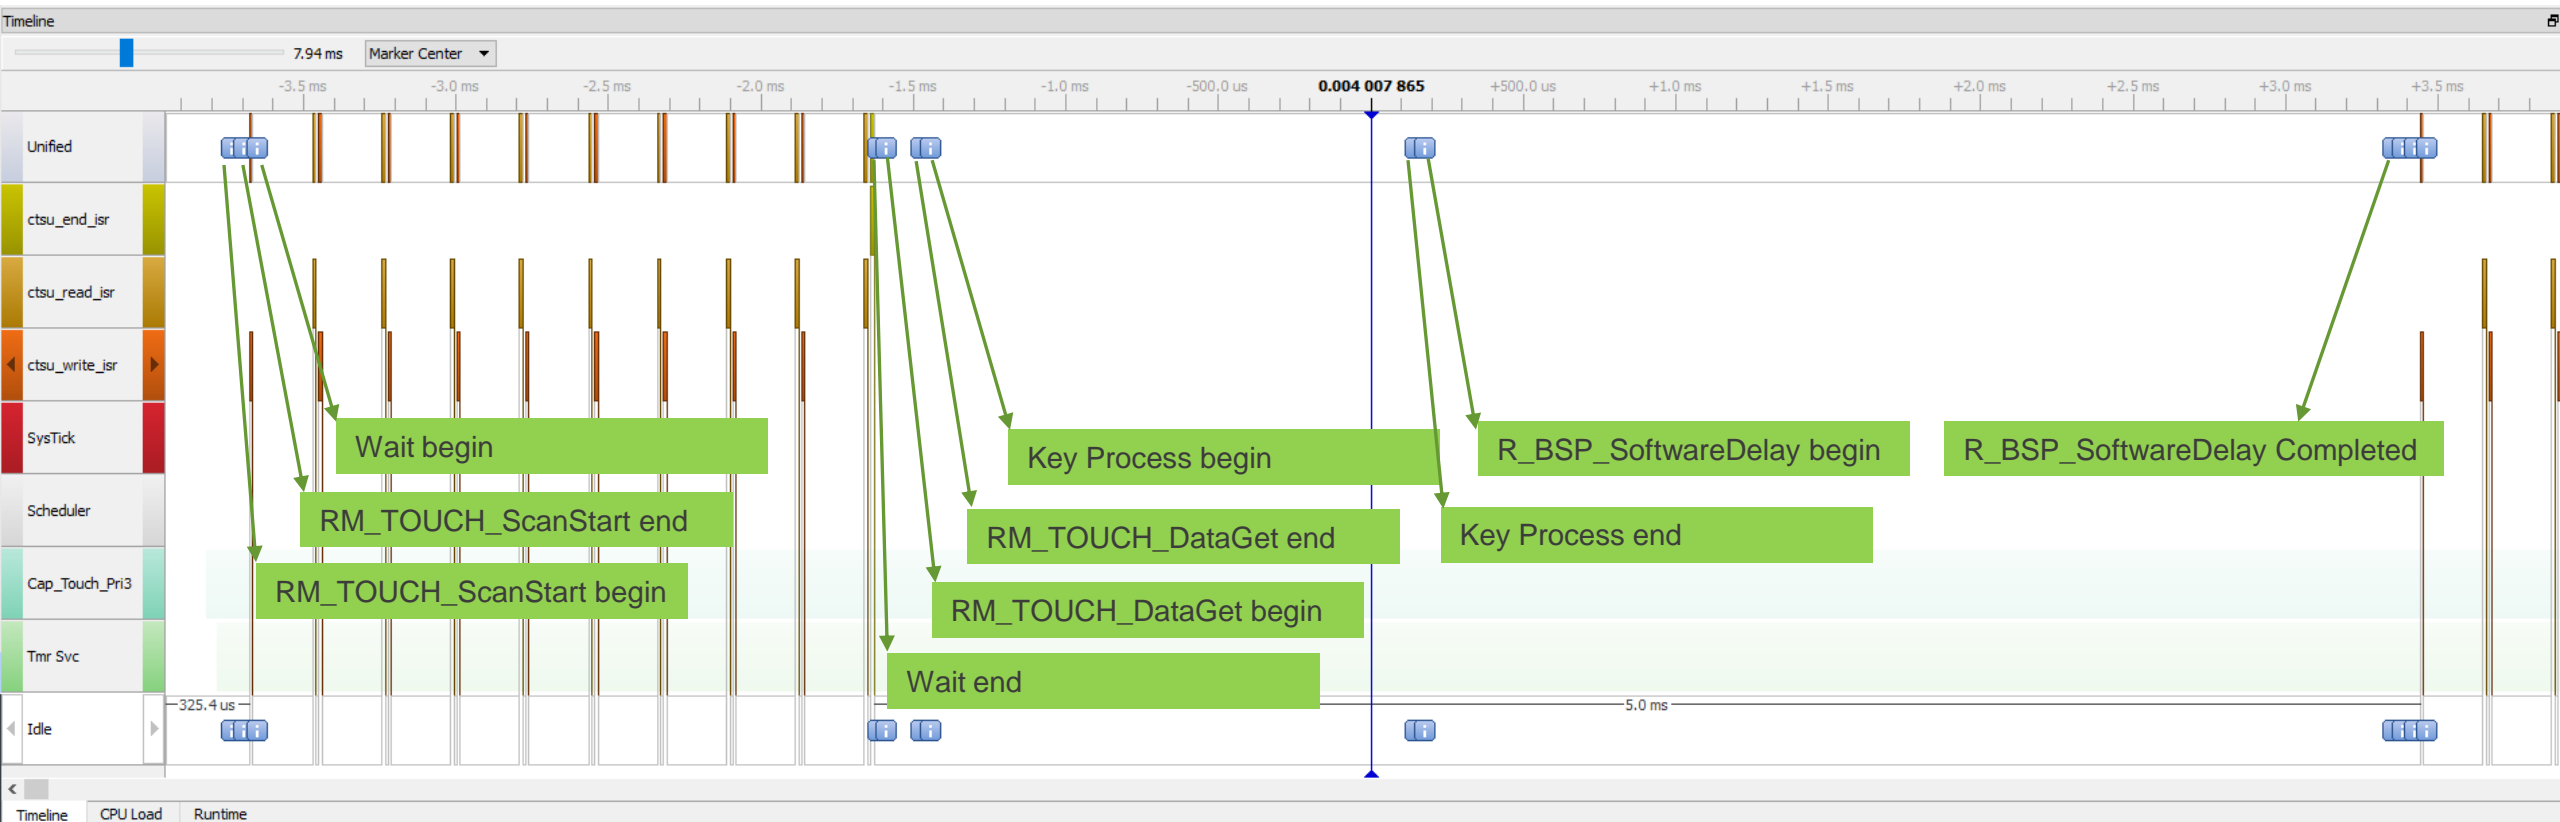 Timeline
7.94 ms Marker Center
-3.5 ms -3.0 ms -2.5 ms -2.0 ms -1.5 ms -1.0 ms -500.0 us 0.004 007 865 +500.0 us +1.0 ms +1.5 ms +2.0 ms +2.5 ms +3.0 ms +3.5 ms
Unified
ctsu_end_isr
ctsu_read_isr
ctsu_write_isr
SysTick
Wait begin
Key Process begin
R_BSP_SoftwareDelay begin
R_BSP_SoftwareDelay Completed
Scheduler
RM_TOUCH_ScanStart end
RM_TOUCH_DataGet end
Key Process end
Cap_Touch_Pri3
RM_TOUCH_ScanStart begin
RM_TOUCH_DataGet begin
Tmr Svc
Wait end
325.4 us
5.0 ms
Idle
Timeline CPU Load Runtime